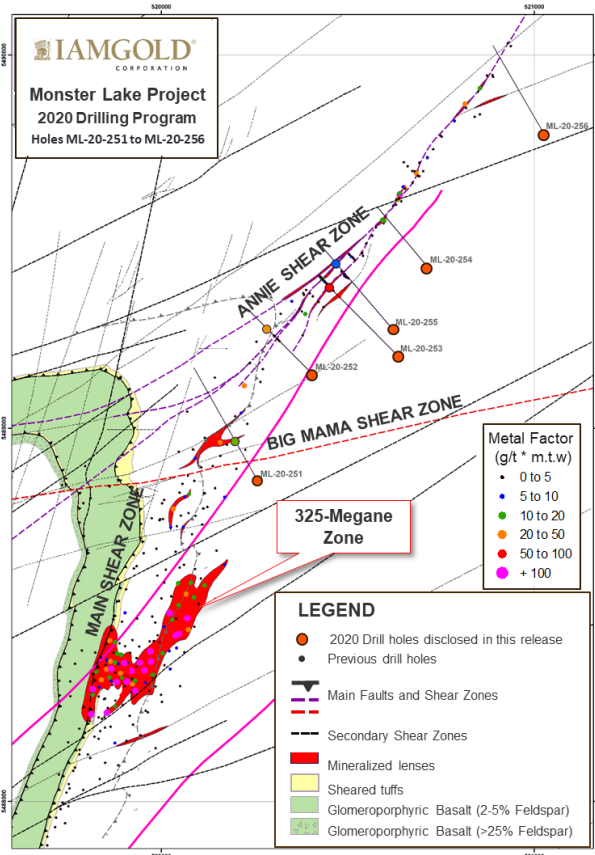 520000
521000
5490000
IAMGOLD®
CORPORATION
Monster Lake Project
2020 Drilling Program
Holes ML-20-251 to ML-20-256
ML-20-256
ANNIE SHEAR ZONE
ML-20-254
ML-20-255
ML-20-253
ML-20-252
BIG MAMA SHEAR ZONE
5489000
ML-20-251
MAIN SHEAR ZONE
325-Megane
Zone
Metal Factor
(g/t * m.t.w)
0 to 5
5 to 10
10 to 20
20 to 50
50 to 100
+ 100
LEGEND
2020 Drill holes disclosed in this release
Previous drill holes
Main Faults and Shear Zones
Secondary Shear Zones
Mineralized lenses
Sheared tuffs
Glomeroporphyric Basalt (2-5% Feldspar)
Glomeroporphyric Basalt (>25% Feldspar)
5488000
520000
521000